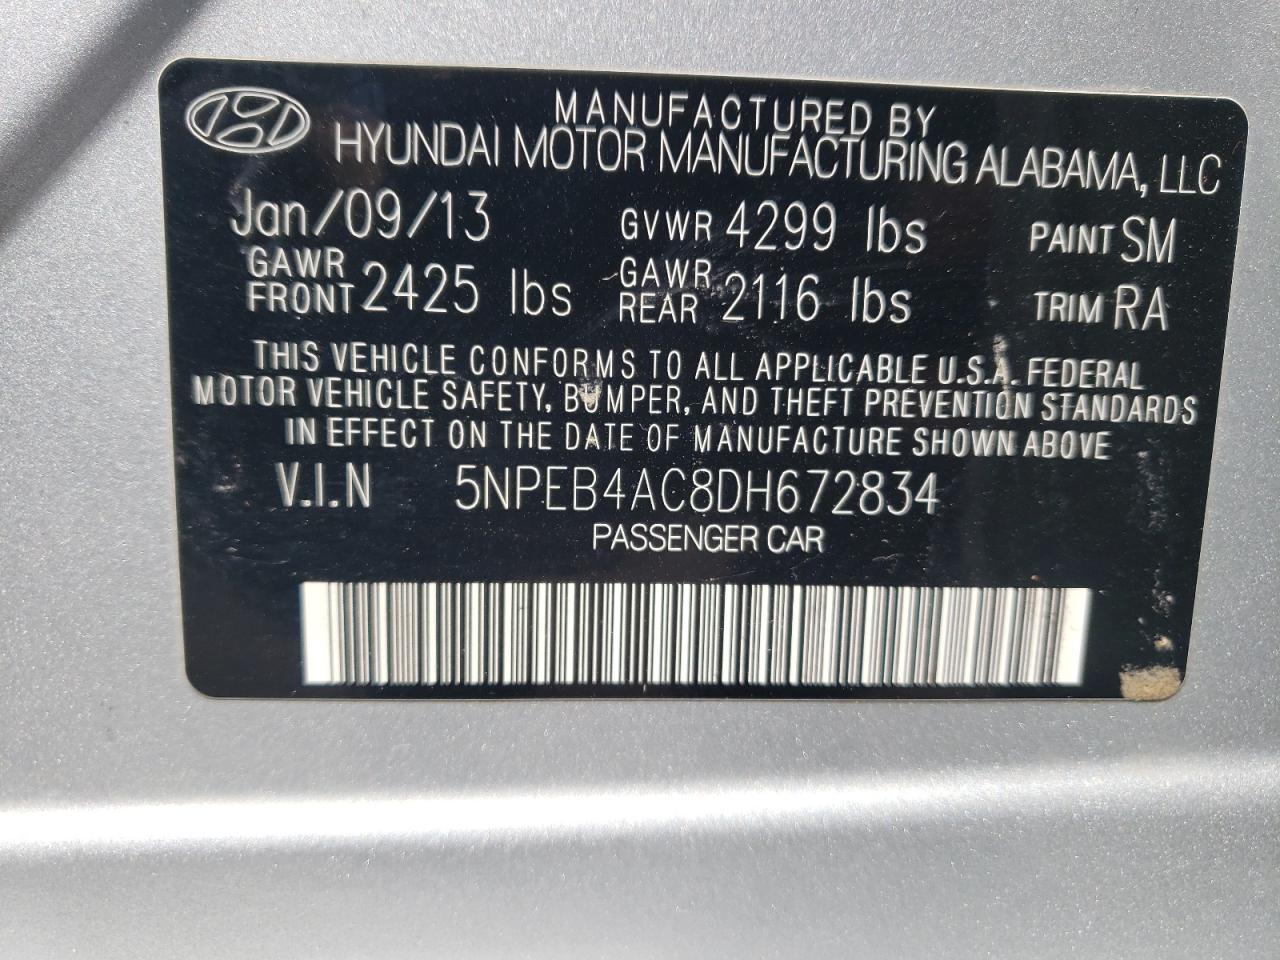 MANUFACTURED BY
HYUNDAI MOTOR MANUFACTURING ALABAMA, LLC
Jan/09/13 GVWR 4299 lbs PAINT SM
GAWR FRONT 2425 lbs GAWR REAR 2116 lbs TRIM RA
THIS VEHICLE CONFORMS TO ALL APPLICABLE U.S.A. FEDERAL
MOTOR VEHICLE SAFETY, BUMPER, AND THEFT PREVENTION STANDARDS
IN EFFECT ON THE DATE OF MANUFACTURE SHOWN ABOVE
V.I.N 5NPEB4AC8DH672834
PASSENGER CAR